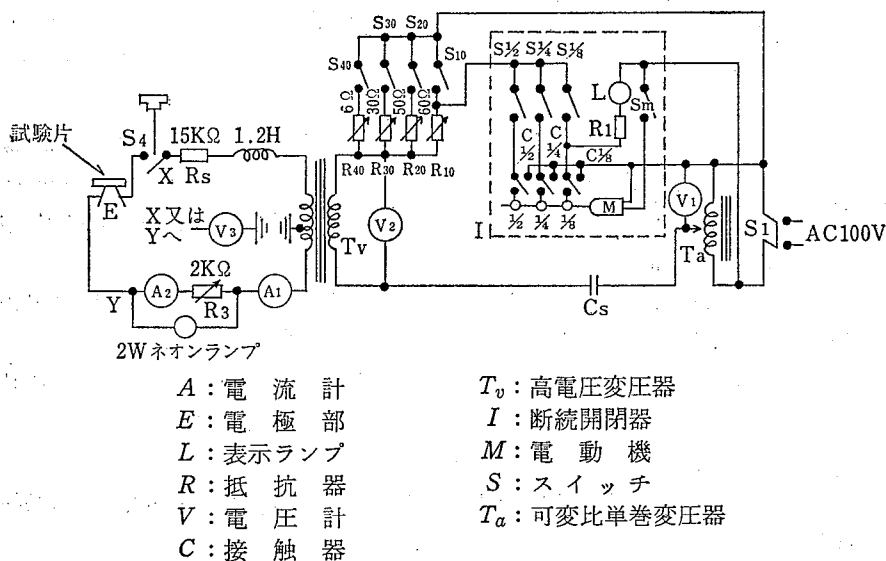 S30 S20
S40 S10 S½ S¼ S⅛
6Ω 30Ω 50Ω 60Ω
L Sm
R1
試験片
S4 15KΩ 1.2H
X Rs
C½ C¼ C⅛
R40 R30 R20 R10
E
X又は
Yへ V3
Tv
V2
I ½ ¼ ⅛ M
V1
Ta
S1 AC100V
2KΩ
Y A2 R3 A1
Cs
2Wネオンランプ
A:電流計
E:電極部
L:表示ランプ
R:抵抗器
V:電圧計
C:接触器
Tv:高電圧変圧器
I:断続開閉器
M:電動機
S:スイッチ
Ta:可変比単巻変圧器